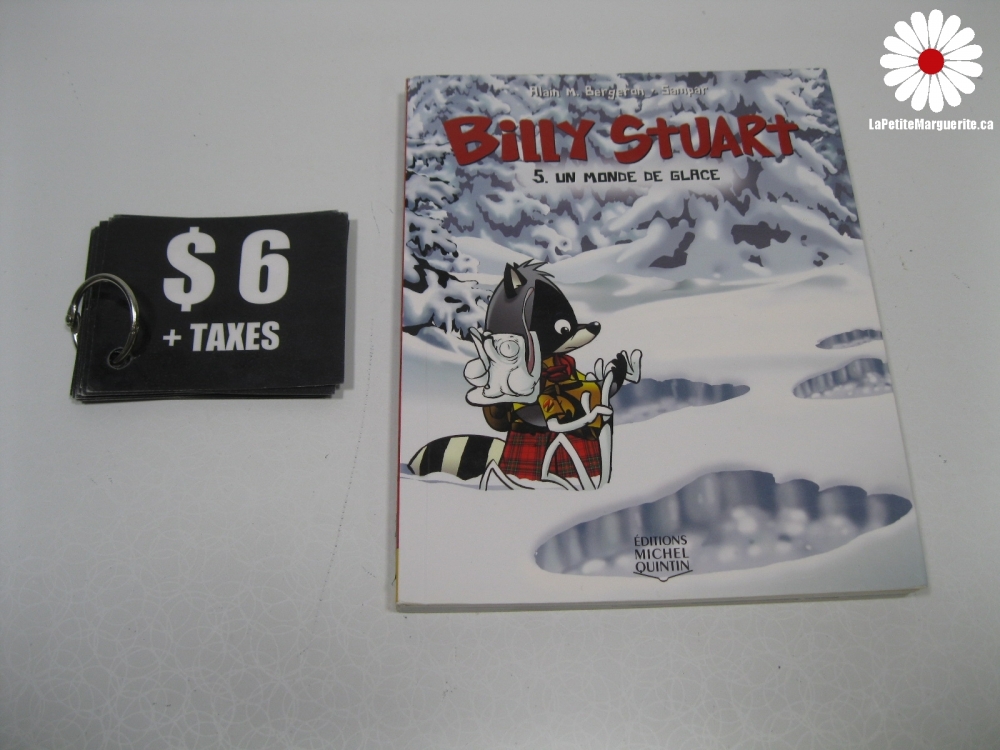 LaPetiteMarguerite.ca
$ 6
+ TAXES
Alain M. Bergeron • Sampar
BILLY STUART
5. UN MONDE DE GLACE
ÉDITIONS
MICHEL
QUINTIN